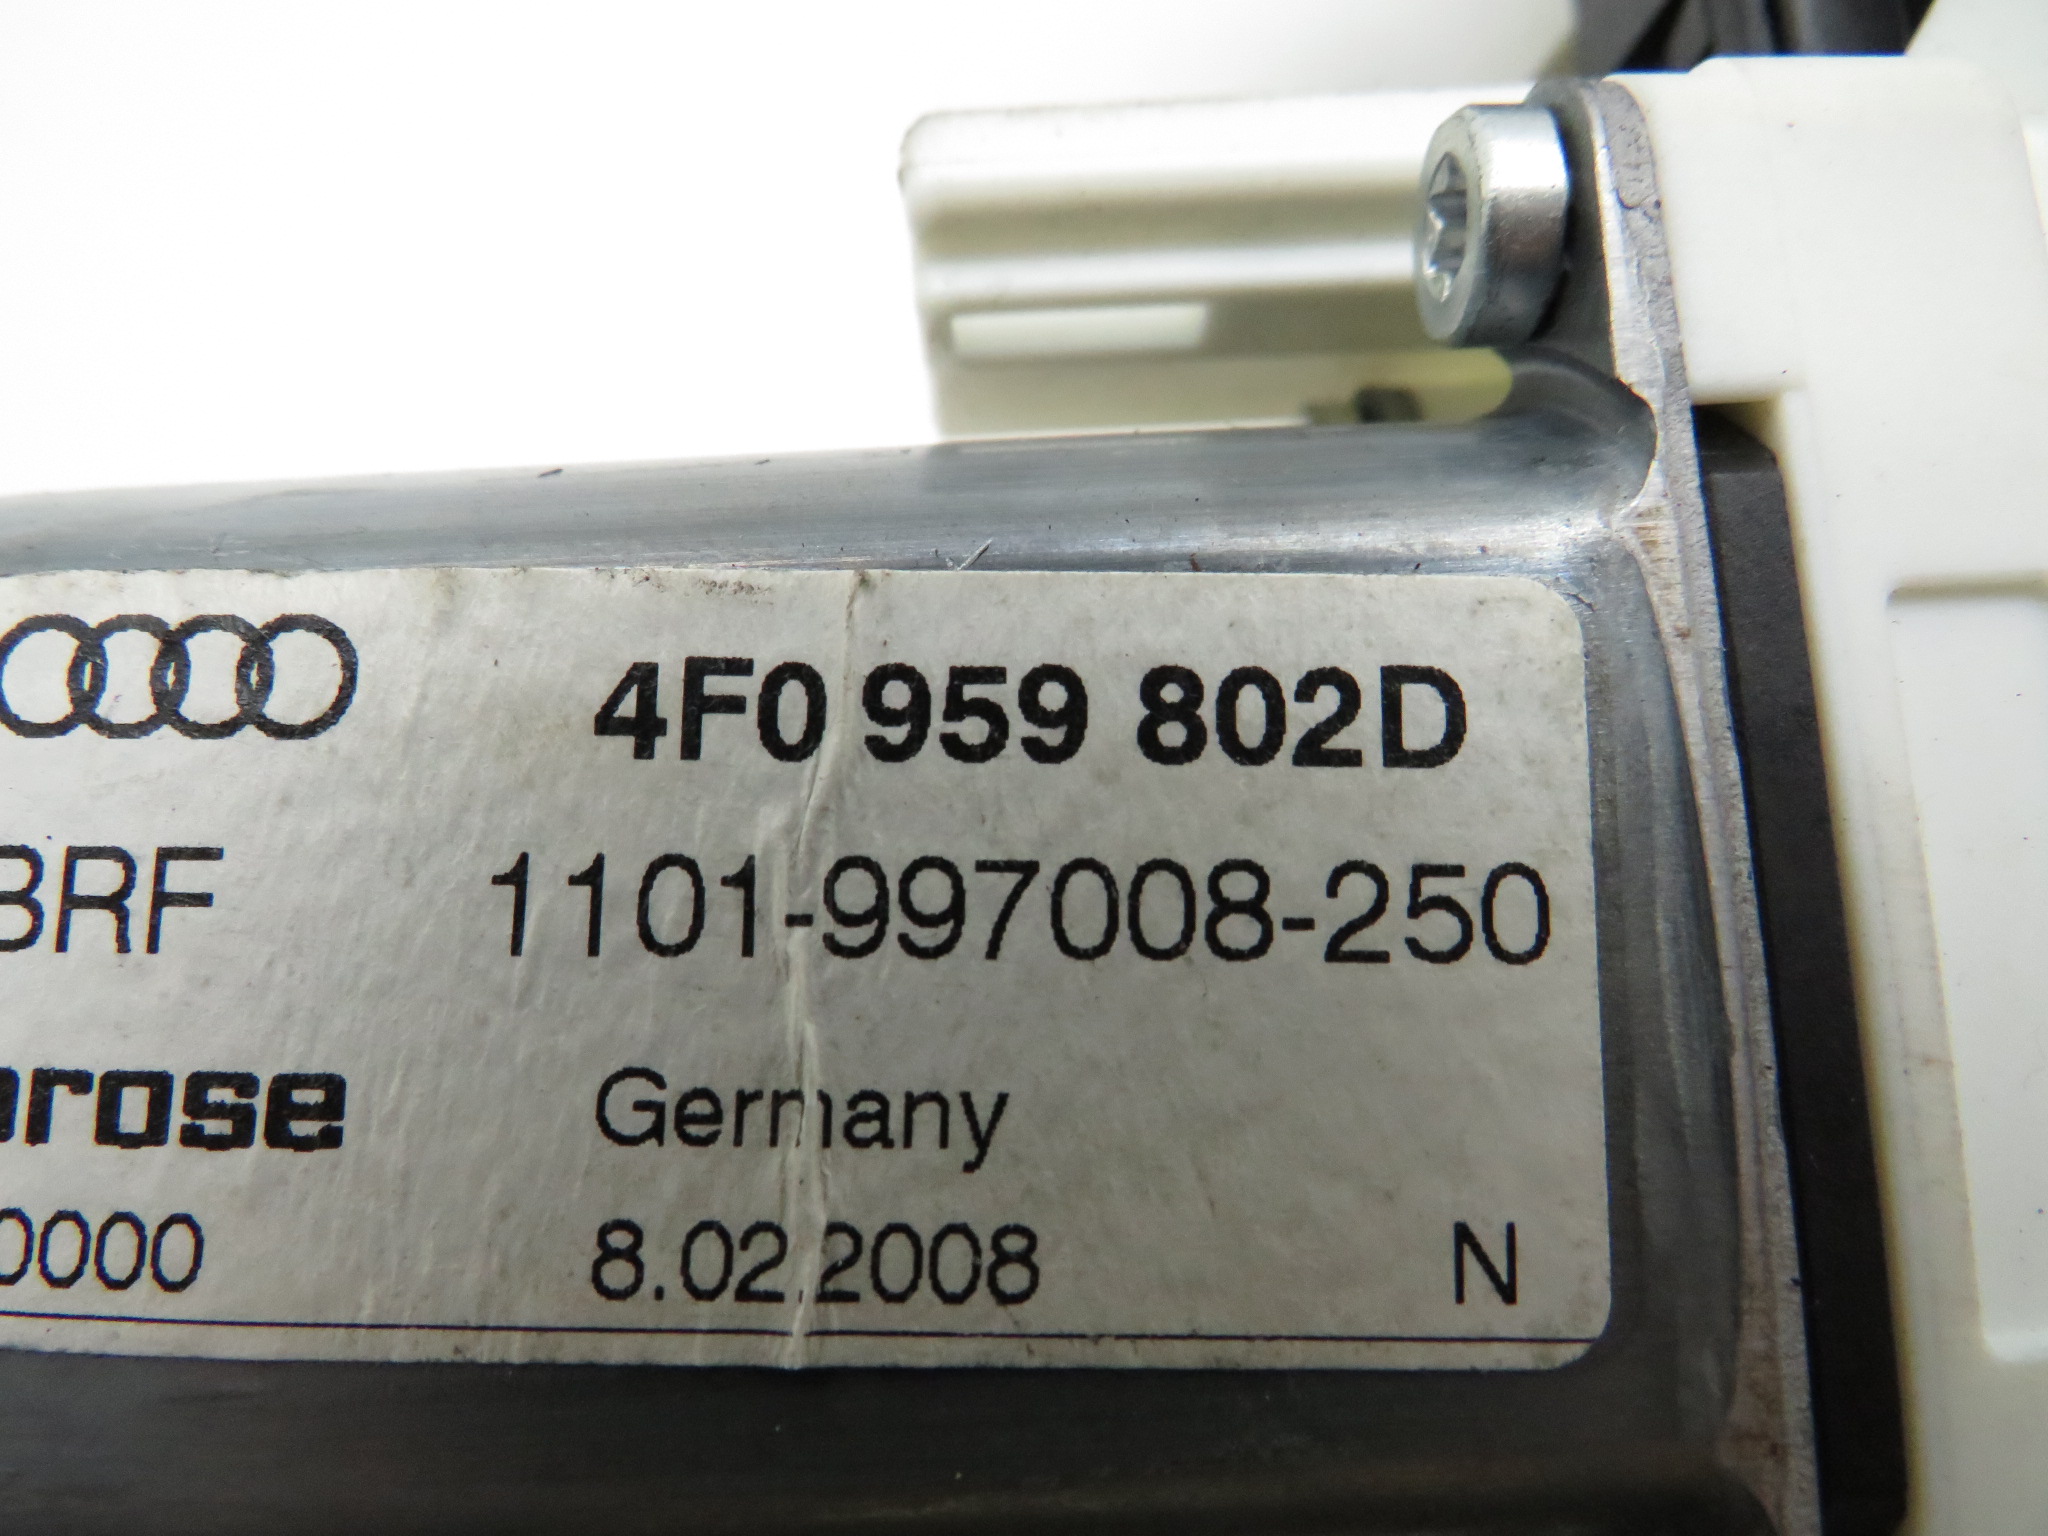 4F0 959 802D
BRF 1101-997008-250
rose Germany
0000 8.02.2008 N